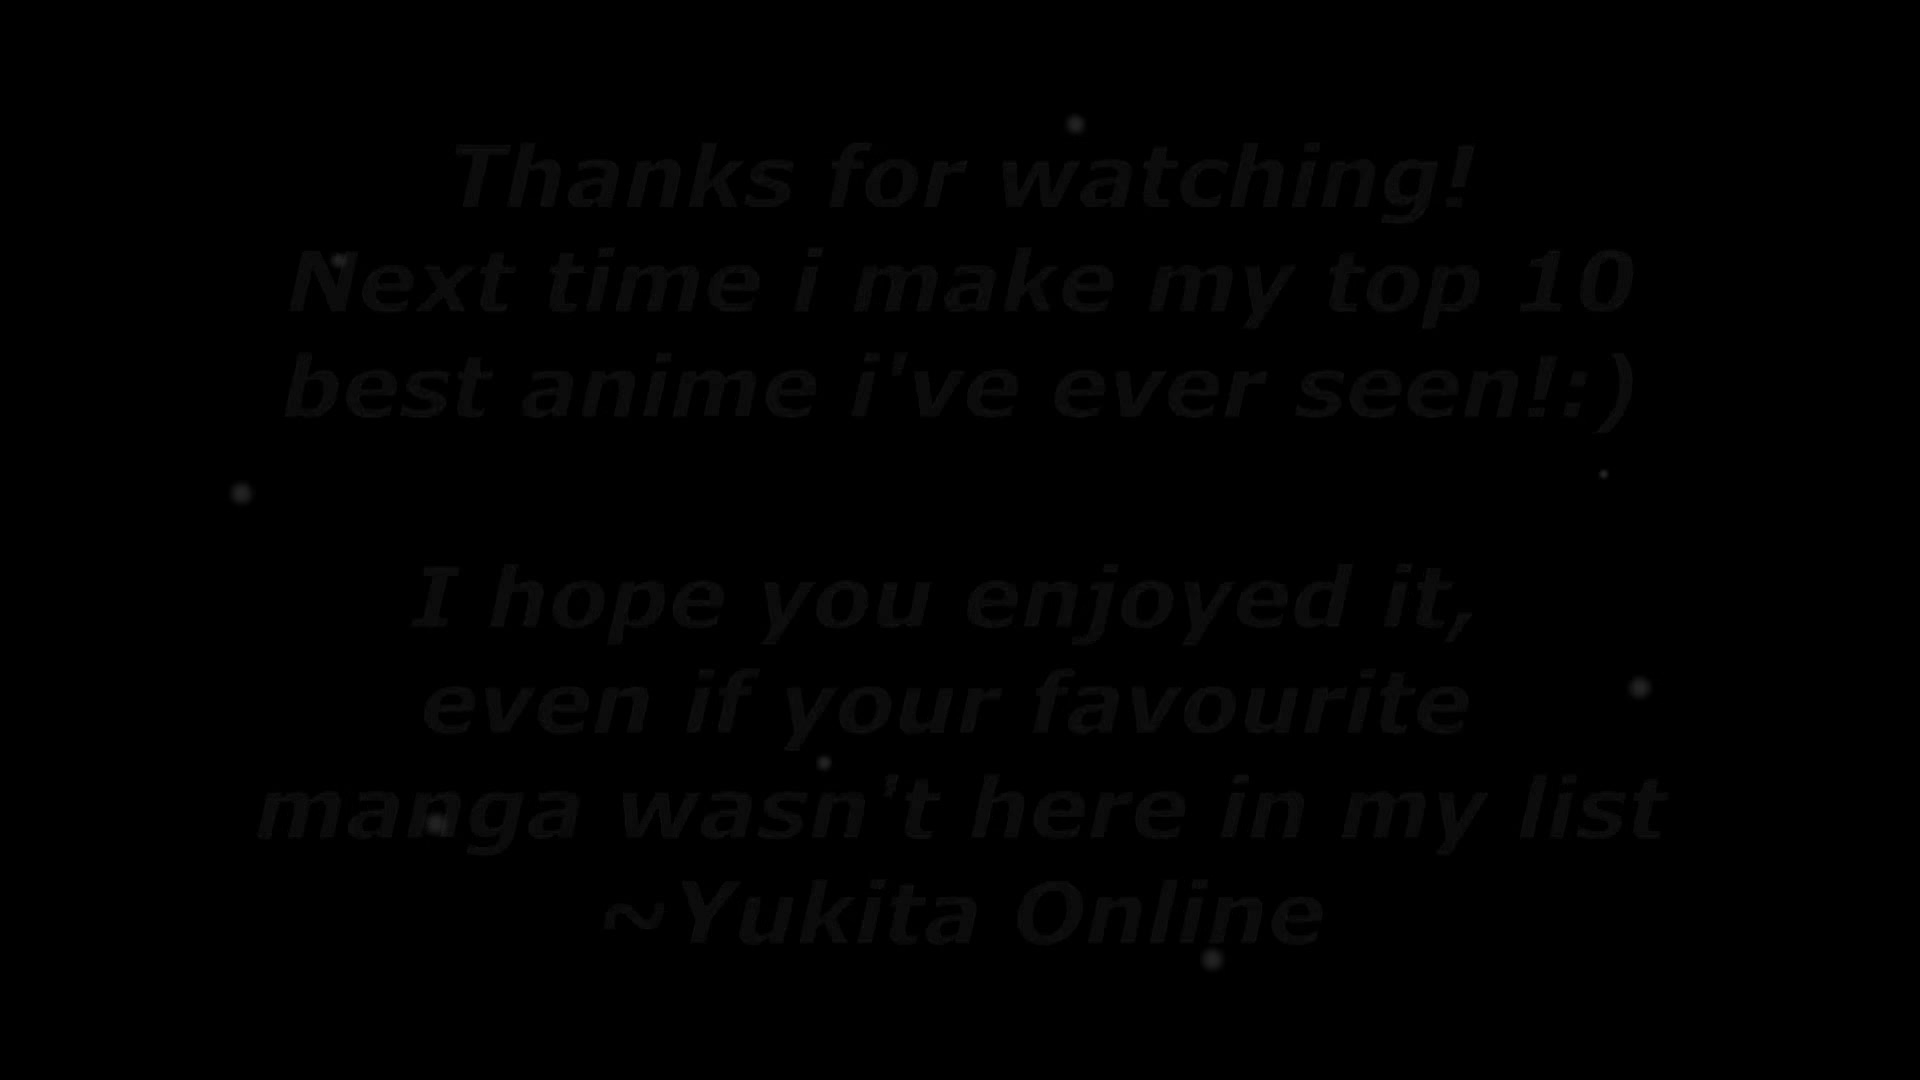 Thanks for watching!
Next time i make my top 10
best anime i've ever seen!:)
I hope you enjoyed it,
even if your favourite
manga wasn't here in my list
~Yukita Online